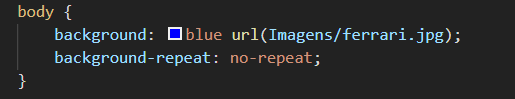 body {
    background: blue url(Imagens/ferrari.jpg);
    background-repeat: no-repeat;
}